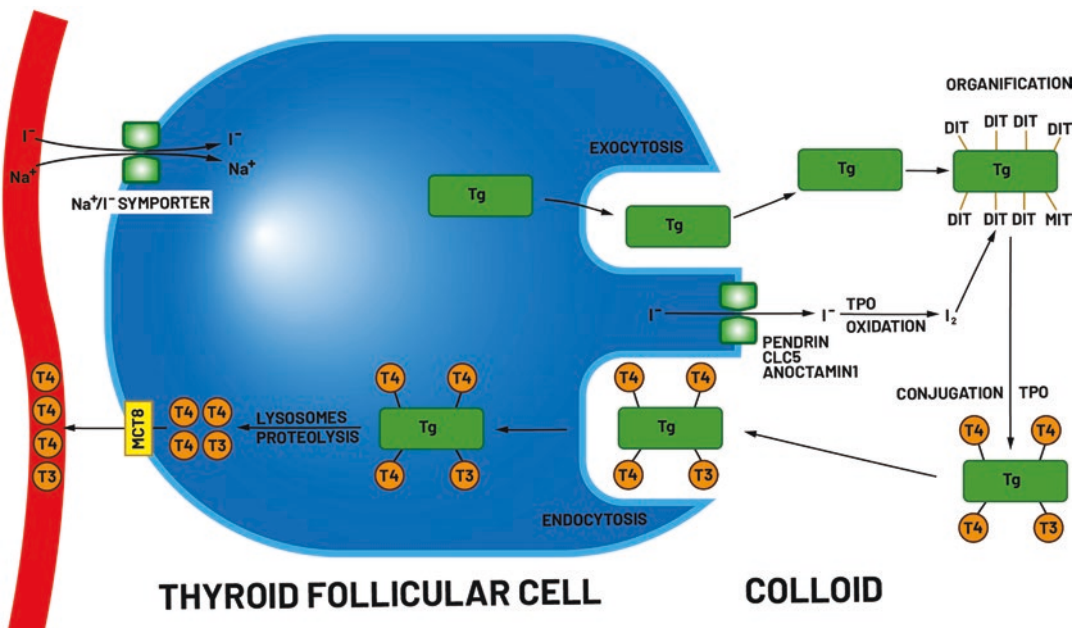 ORGANIFICATION
DIT DIT DIT DIT
EXOCYTOSIS
Tg
Tg
Tg
Tg
DIT DIT DIT MIT
I⁻
I⁻
Na⁺
Na⁺
Na⁺/I⁻ SYMPORTER
I⁻
I⁻
TPO
OXIDATION
I₂
PENDRIN
CLC5
ANOCTAMIN1
CONJUGATION TPO
T4 T4
Tg
T4 T3
T4 T4
Tg
T4 T3
ENDOCYTOSIS
T4 T4
Tg
T4 T3
LYSOSOMES
PROTEOLYSIS
T4 T4
T4 T3
MCT8
T4
T4
T4
T3
THYROID FOLLICULAR CELL
COLLOID